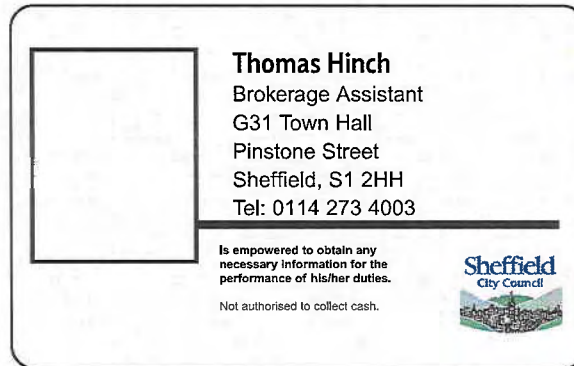 Thomas Hinch
Brokerage Assistant
G31 Town Hall
Pinstone Street
Sheffield, S1 2HH
Tel: 0114 273 4003
Is empowered to obtain any
necessary information for the
performance of his/her duties.
Not authorised to collect cash.
Sheffield
City Council